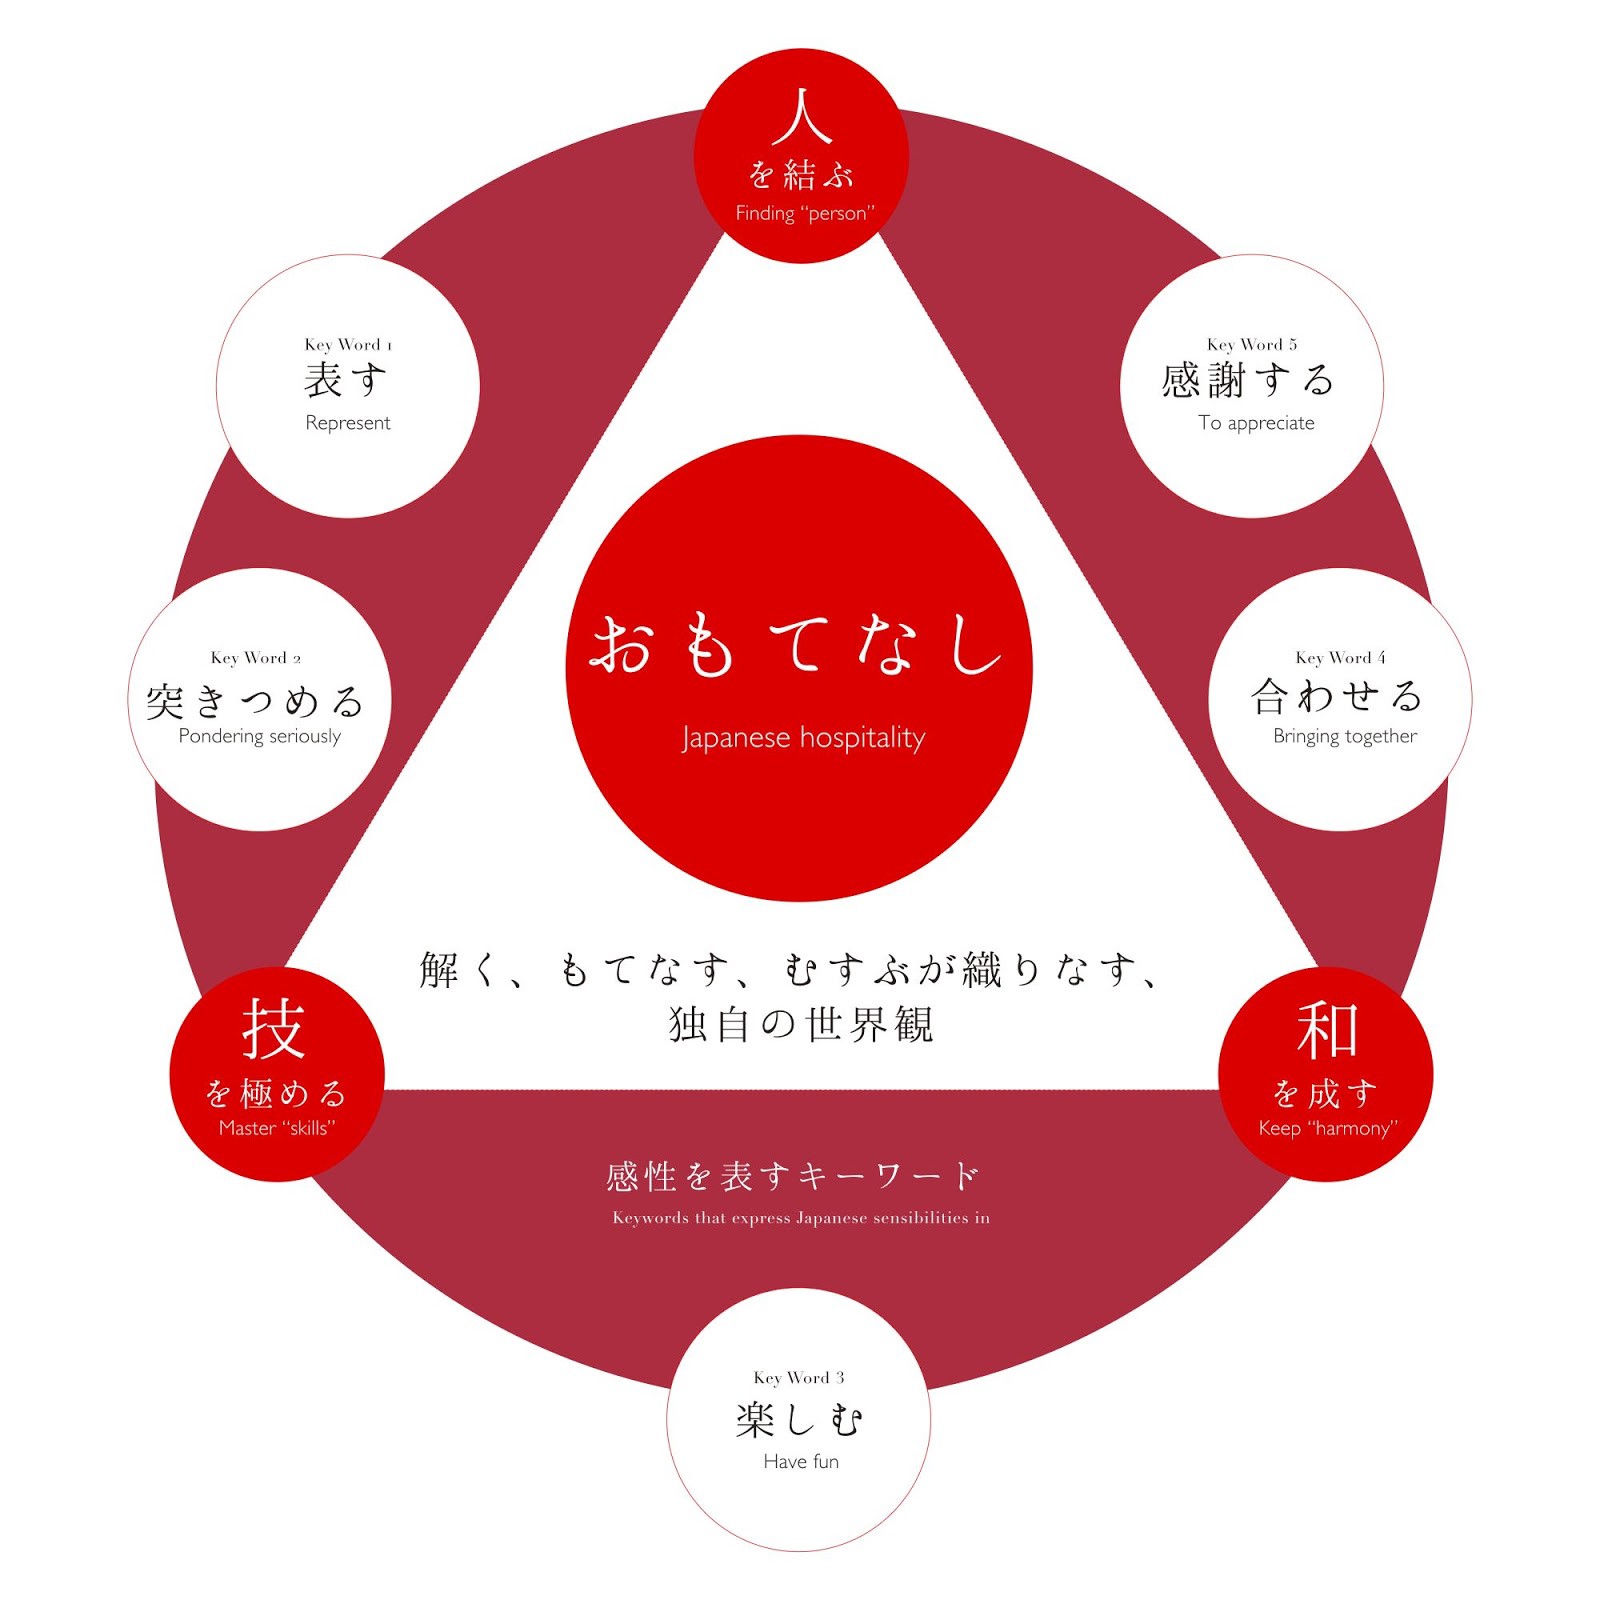 人
を結ぶ
Finding “person”
Key Word 1
表す
Represent
Key Word 5
感謝する
To appreciate
Key Word 2
突きつめる
Pondering seriously
おもてなし
Japanese hospitality
Key Word 4
合わせる
Bringing together
解く、もてなす、むすぶが織りなす、
独自の世界観
技
を極める
Master “skills”
和
を成す
Keep “harmony”
感性を表すキーワード
Keywords that express Japanese sensibilities in
Key Word 3
楽しむ
Have fun